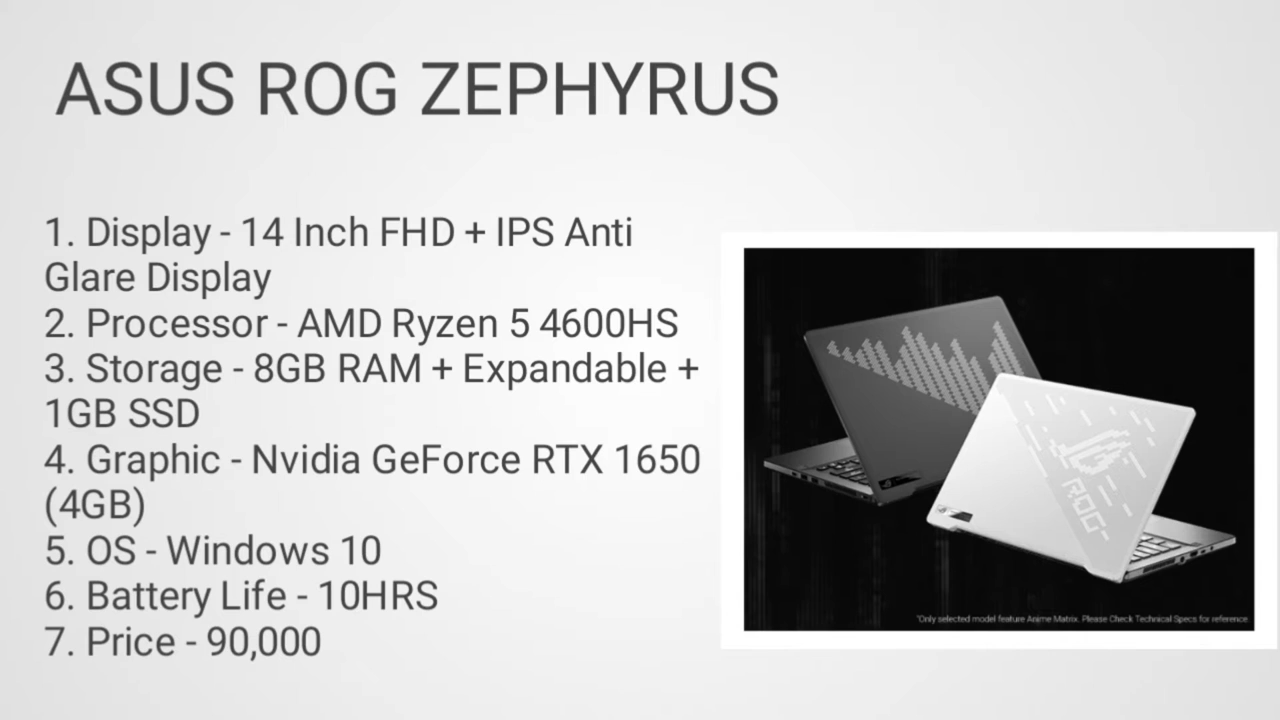 ASUS ROG ZEPHYRUS
1. Display - 14 Inch FHD + IPS Anti
Glare Display
2. Processor - AMD Ryzen 5 4600HS
3. Storage - 8GB RAM + Expandable +
1GB SSD
4. Graphic - Nvidia GeForce RTX 1650
(4GB)
5. OS - Windows 10
6. Battery Life - 10HRS
7. Price - 90,000
ROG
*Only selected model feature Anime Matrix. Please Check Technical Specs for reference.